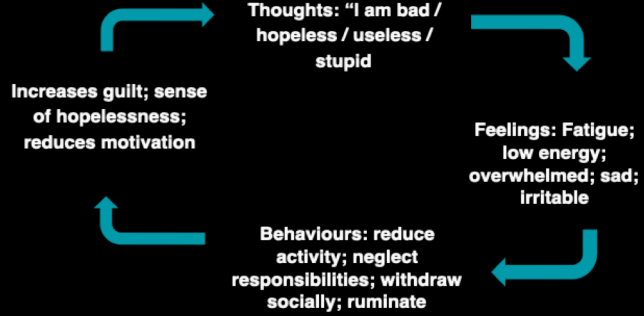 Thoughts: “I am bad /
hopeless / useless /
stupid
Feelings: Fatigue;
low energy;
overwhelmed; sad;
irritable
Behaviours: reduce
activity; neglect
responsibilities; withdraw
socially; ruminate
Increases guilt; sense
of hopelessness;
reduces motivation